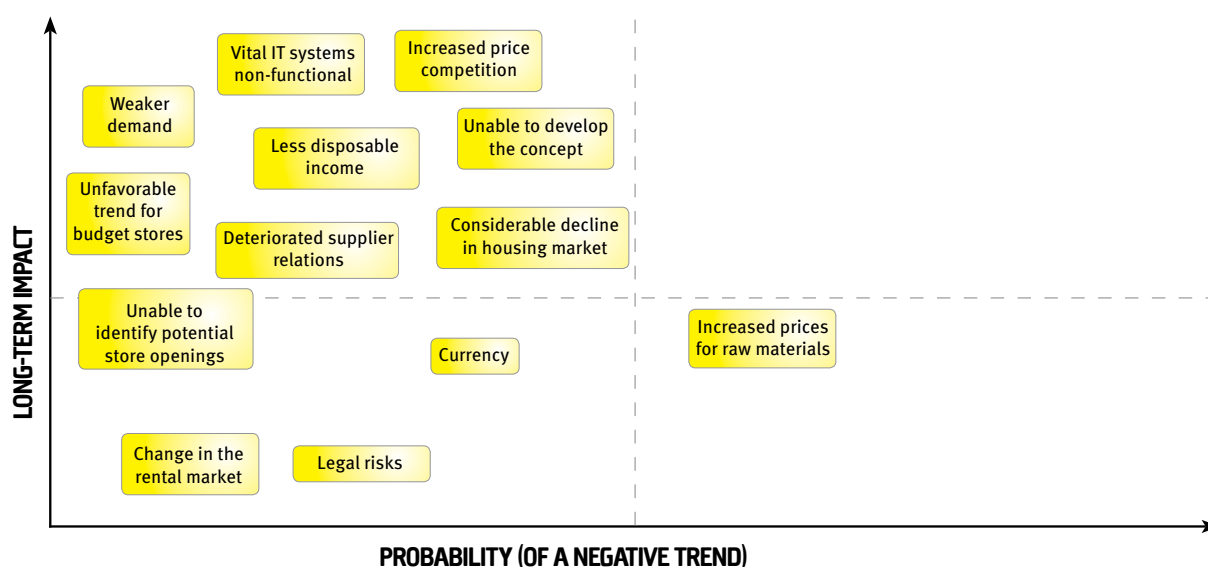 Vital IT systems
non-functional
Increased price
competition
Weaker
demand
Unable to develop
the concept
Less disposable
income
Unfavorable
trend for
budget stores
Deteriorated supplier
relations
Considerable decline
in housing market
LONG-TERM IMPACT
Unable to
identify potential
store openings
Currency
Increased prices
for raw materials
Change in the
rental market
Legal risks
PROBABILITY (OF A NEGATIVE TREND)